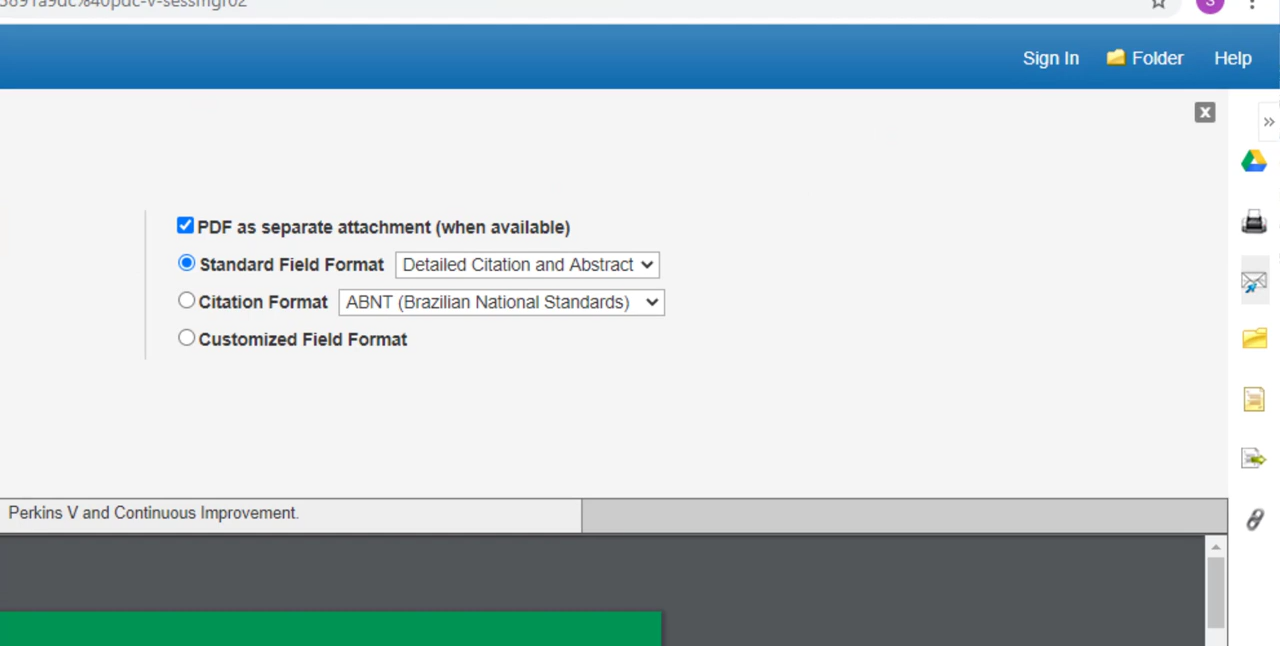 Sign In Folder Help
PDF as separate attachment (when available)
Standard Field Format Detailed Citation and Abstract
Citation Format ABNT (Brazilian National Standards)
Customized Field Format
Perkins V and Continuous Improvement.